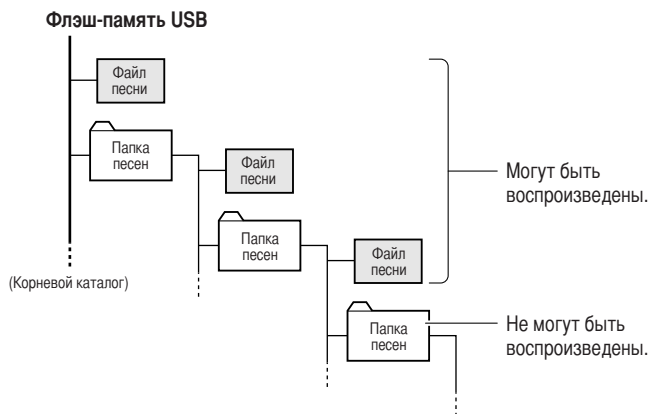 Флэш-память USB
Файл
песни
Папка
песен
Файл
песни
Могут быть
воспроизведены.
Папка
песен
Файл
песни
(Корневой каталог)
Папка
песен
Не могут быть
воспроизведены.